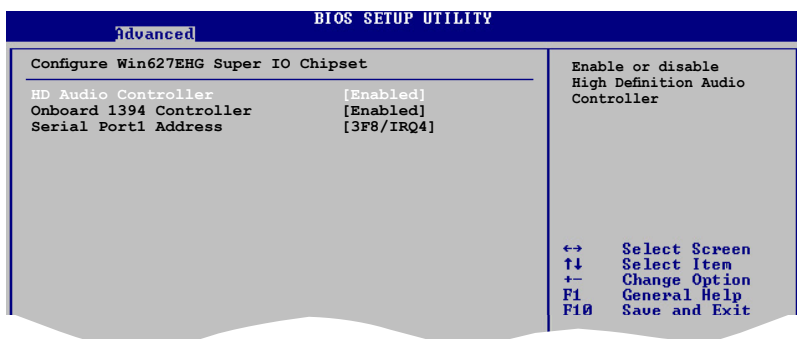 BIOS SETUP UTILITY
Advanced
Configure Win627EHG Super IO Chipset
HD Audio Controller [Enabled]
Onboard 1394 Controller [Enabled]
Serial Port1 Address [3F8/IRQ4]
Enable or disable
High Definition Audio
Controller
←→ Select Screen
↑↓ Select Item
+- Change Option
F1 General Help
F10 Save and Exit